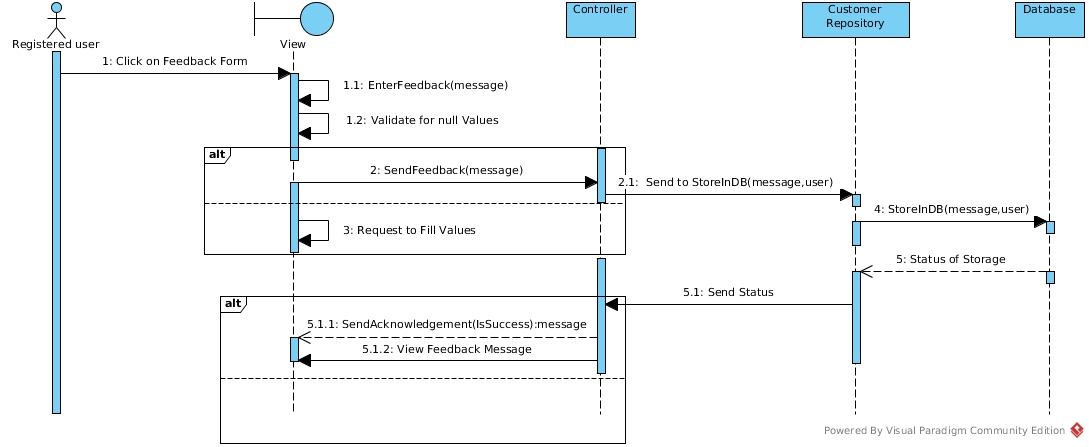 Controller
Customer
Repository
Database
Registered user
View
1: Click on Feedback Form
1.1: EnterFeedback(message)
1.2: Validate for null Values
alt
2: SendFeedback(message)
2.1: Send to StoreInDB(message,user)
4: StoreInDB(message,user)
3: Request to Fill Values
5: Status of Storage
5.1: Send Status
alt
5.1.1: SendAcknowledgement(IsSuccess):message
5.1.2: View Feedback Message
Powered By Visual Paradigm Community Edition